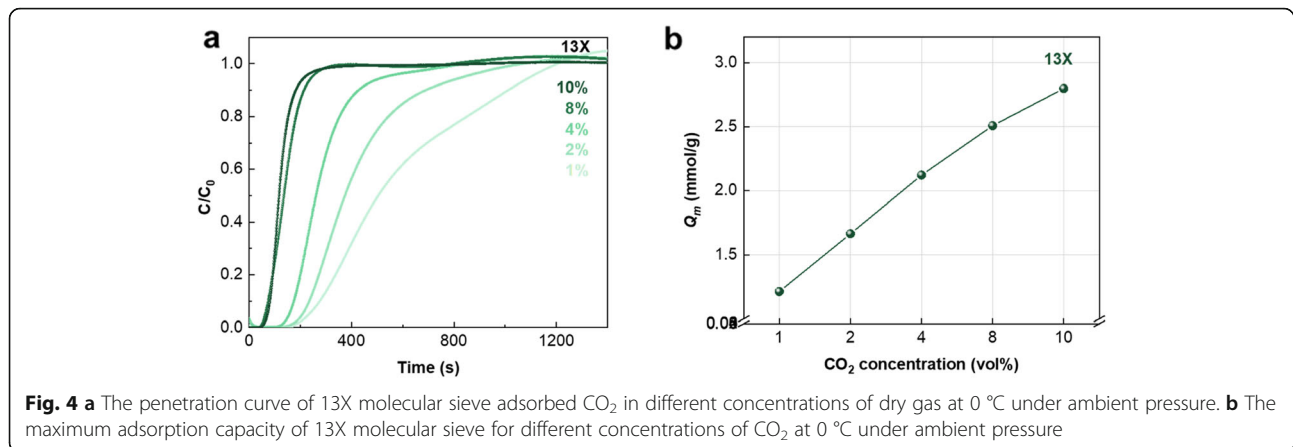 a
13X
10%
8%
4%
2%
1%
C/C₀
1.0
0.8
0.6
0.4
0.2
0.0
0
400
800
1200
Time (s)
b
13X
Qₘ (mmol/g)
3.0
2.5
2.0
1.5
1
2
4
8
10
CO₂ concentration (vol%)
Fig. 4 a The penetration curve of 13X molecular sieve adsorbed CO₂ in different concentrations of dry gas at 0 °C under ambient pressure. b The
maximum adsorption capacity of 13X molecular sieve for different concentrations of CO₂ at 0 °C under ambient pressure